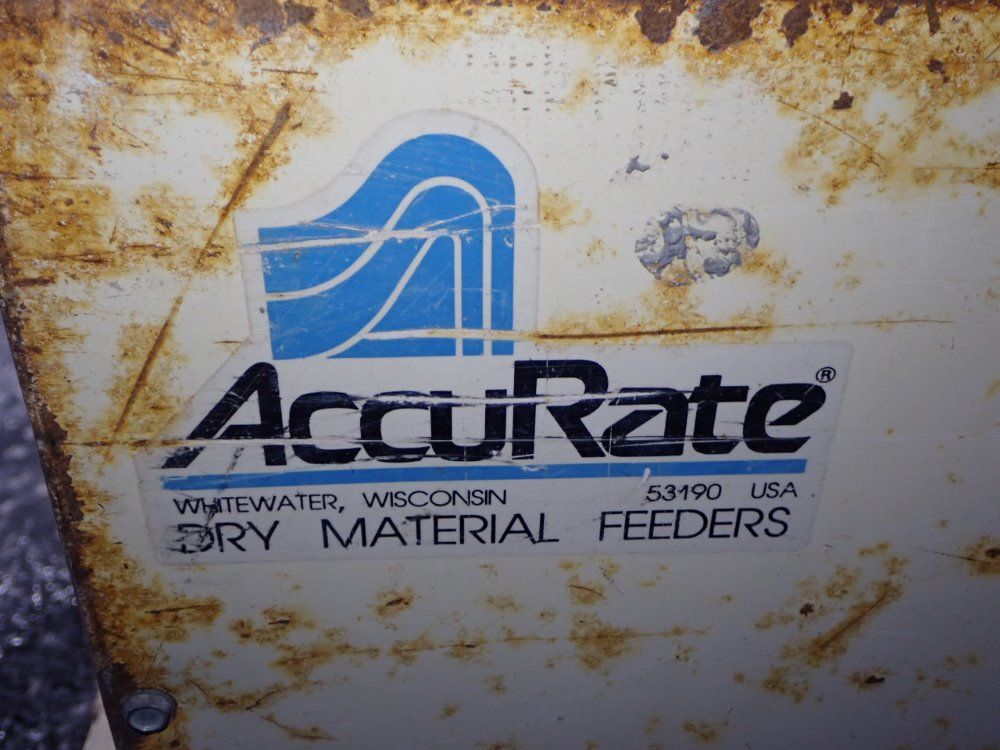 AccuRate®
WHITEWATER, WISCONSIN 53190 USA
DRY MATERIAL FEEDERS